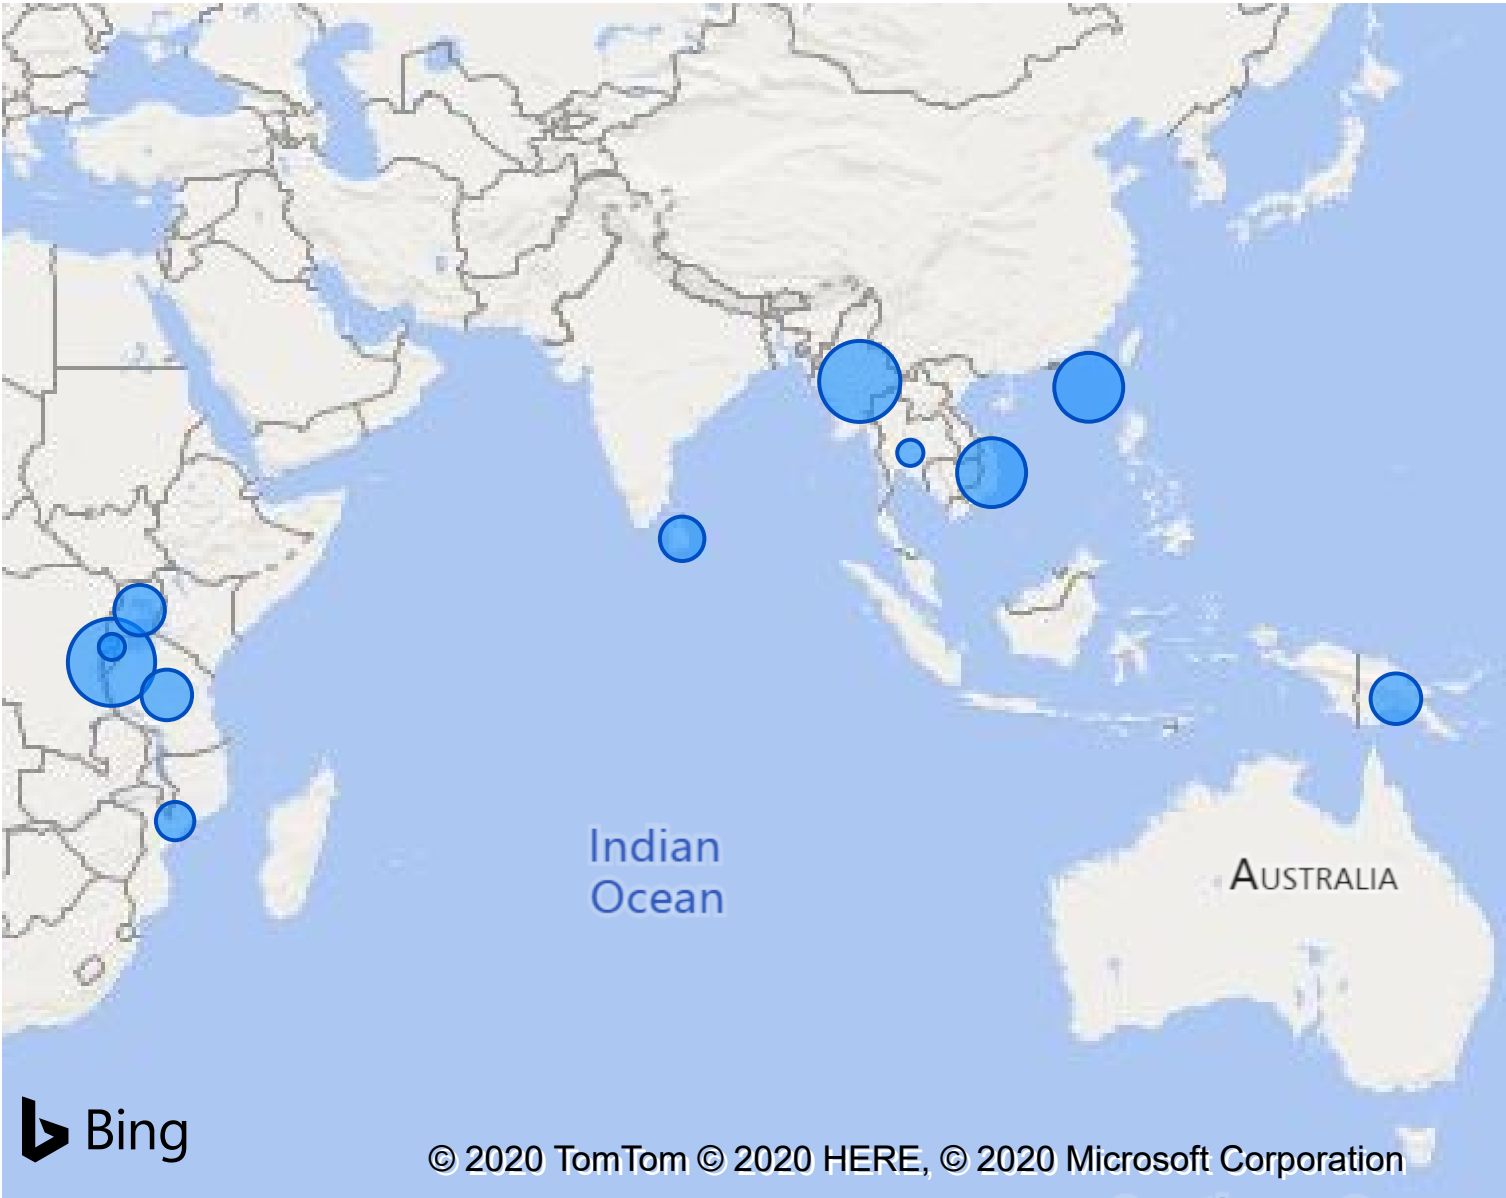 Indian
Ocean
AUSTRALIA
Bing
© 2020 TomTom © 2020 HERE, © 2020 Microsoft Corporation